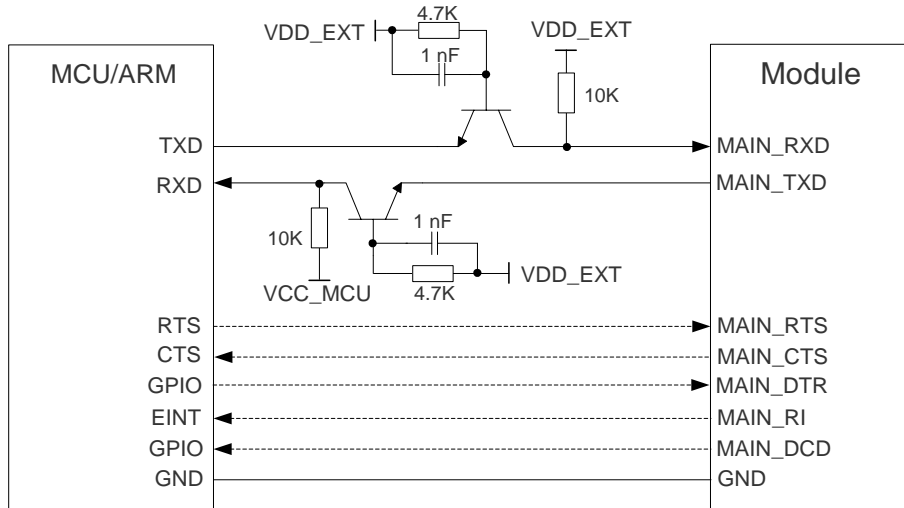 4.7K
VDD_EXT
VDD_EXT
1 nF
MCU/ARM
Module
10K
TXD
MAIN_RXD
RXD
MAIN_TXD
1 nF
10K
VDD_EXT
VCC_MCU
4.7K
RTS
MAIN_RTS
CTS
MAIN_CTS
GPIO
MAIN_DTR
EINT
MAIN_RI
GPIO
MAIN_DCD
GND
GND